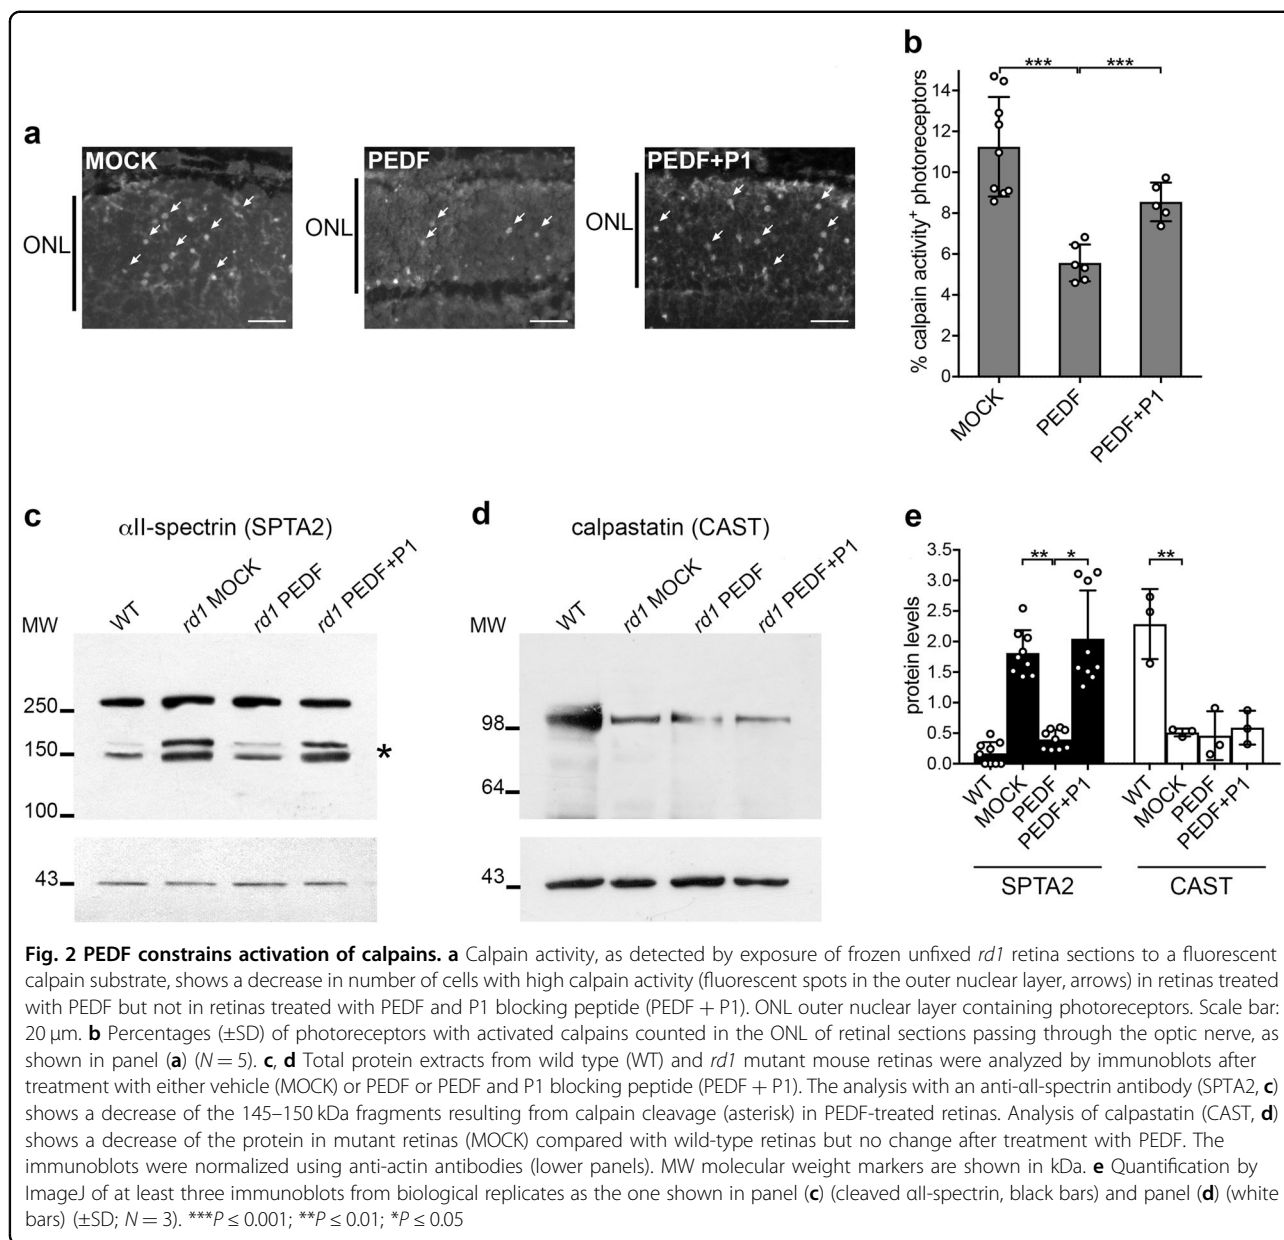 a
MOCK
PEDF
PEDF+P1
ONL
ONL
ONL
b
***
***
% calpain activity⁺ photoreceptors
14
12
10
8
6
4
2
0
MOCK
PEDF
PEDF+P1
c
αII-spectrin (SPTA2)
MW
WT
rd1 MOCK
rd1 PEDF
rd1 PEDF+P1
250
150
*
100
43
d
calpastatin (CAST)
MW
WT
rd1 MOCK
rd1 PEDF
rd1 PEDF+P1
98
64
43
e
protein levels
3.5
3.0
2.5
2.0
1.5
1.0
0.5
0.0
**
*
**
WT
MOCK
PEDF
PEDF+P1
WT
MOCK
PEDF
PEDF+P1
SPTA2
CAST
Fig. 2 PEDF constrains activation of calpains. a Calpain activity, as detected by exposure of frozen unfixed rd1 retina sections to a fluorescent
calpain substrate, shows a decrease in number of cells with high calpain activity (fluorescent spots in the outer nuclear layer, arrows) in retinas treated
with PEDF but not in retinas treated with PEDF and P1 blocking peptide (PEDF + P1). ONL outer nuclear layer containing photoreceptors. Scale bar:
20 μm. b Percentages (±SD) of photoreceptors with activated calpains counted in the ONL of retinal sections passing through the optic nerve, as
shown in panel (a) (N = 5). c, d Total protein extracts from wild type (WT) and rd1 mutant mouse retinas were analyzed by immunoblots after
treatment with either vehicle (MOCK) or PEDF or PEDF and P1 blocking peptide (PEDF + P1). The analysis with an anti-αII-spectrin antibody (SPTA2, c)
shows a decrease of the 145–150 kDa fragments resulting from calpain cleavage (asterisk) in PEDF-treated retinas. Analysis of calpastatin (CAST, d)
shows a decrease of the protein in mutant retinas (MOCK) compared with wild-type retinas but no change after treatment with PEDF. The
immunoblots were normalized using anti-actin antibodies (lower panels). MW molecular weight markers are shown in kDa. e Quantification by
ImageJ of at least three immunoblots from biological replicates as the one shown in panel (c) (cleaved αII-spectrin, black bars) and panel (d) (white
bars) (±SD; N = 3). ***P ≤ 0.001; **P ≤ 0.01; *P ≤ 0.05